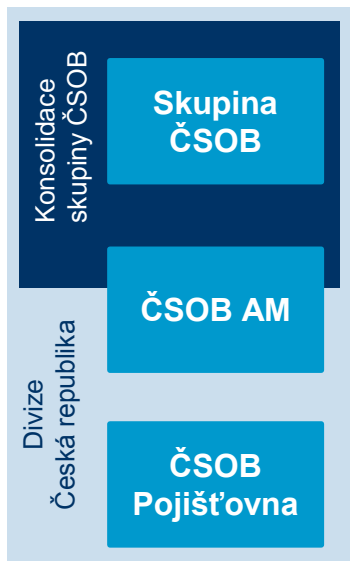 Konsolidace
skupiny ČSOB
Skupina
ČSOB
ČSOB AM
Divize
Česká republika
ČSOB
Pojišťovna